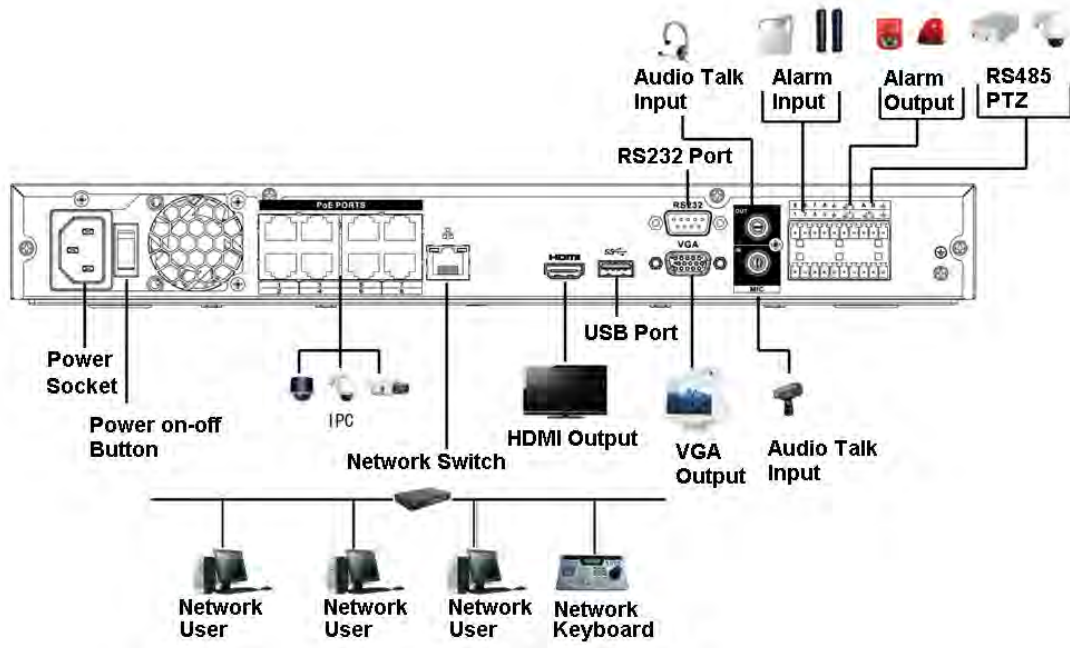 Audio Talk
Input
Alarm
Input
Alarm
Output
RS485
PTZ
RS232 Port
PoE PORTS
RS232
OUT
VGA
HDMI
SS
IN
MIC
USB Port
Power
Socket
Power on-off
Button
IPC
Network Switch
HDMI Output
VGA
Output
Audio Talk
Input
Network
User
Network
User
Network
User
Network
Keyboard